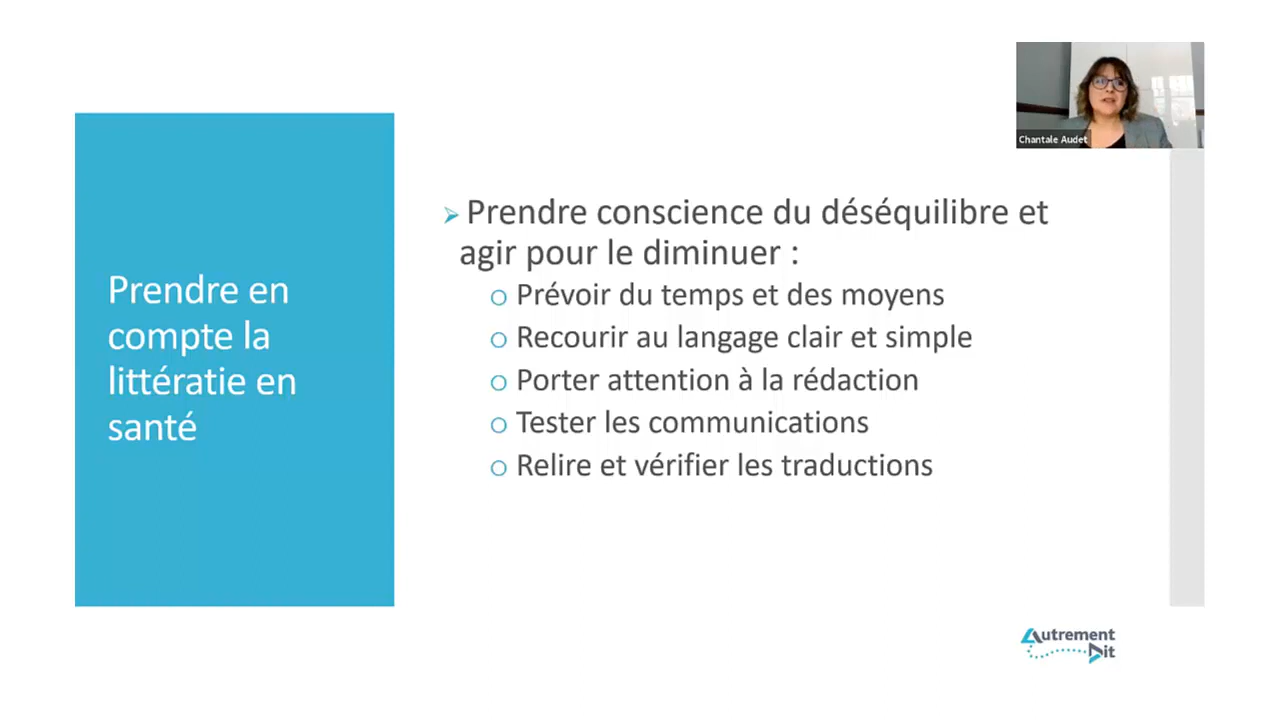 Chantale Audet
Prendre en
compte la
littératie en
santé
➢ Prendre conscience du déséquilibre et
agir pour le diminuer :
o Prévoir du temps et des moyens
o Recourir au langage clair et simple
o Porter attention à la rédaction
o Tester les communications
o Relire et vérifier les traductions
Autrement
Dit